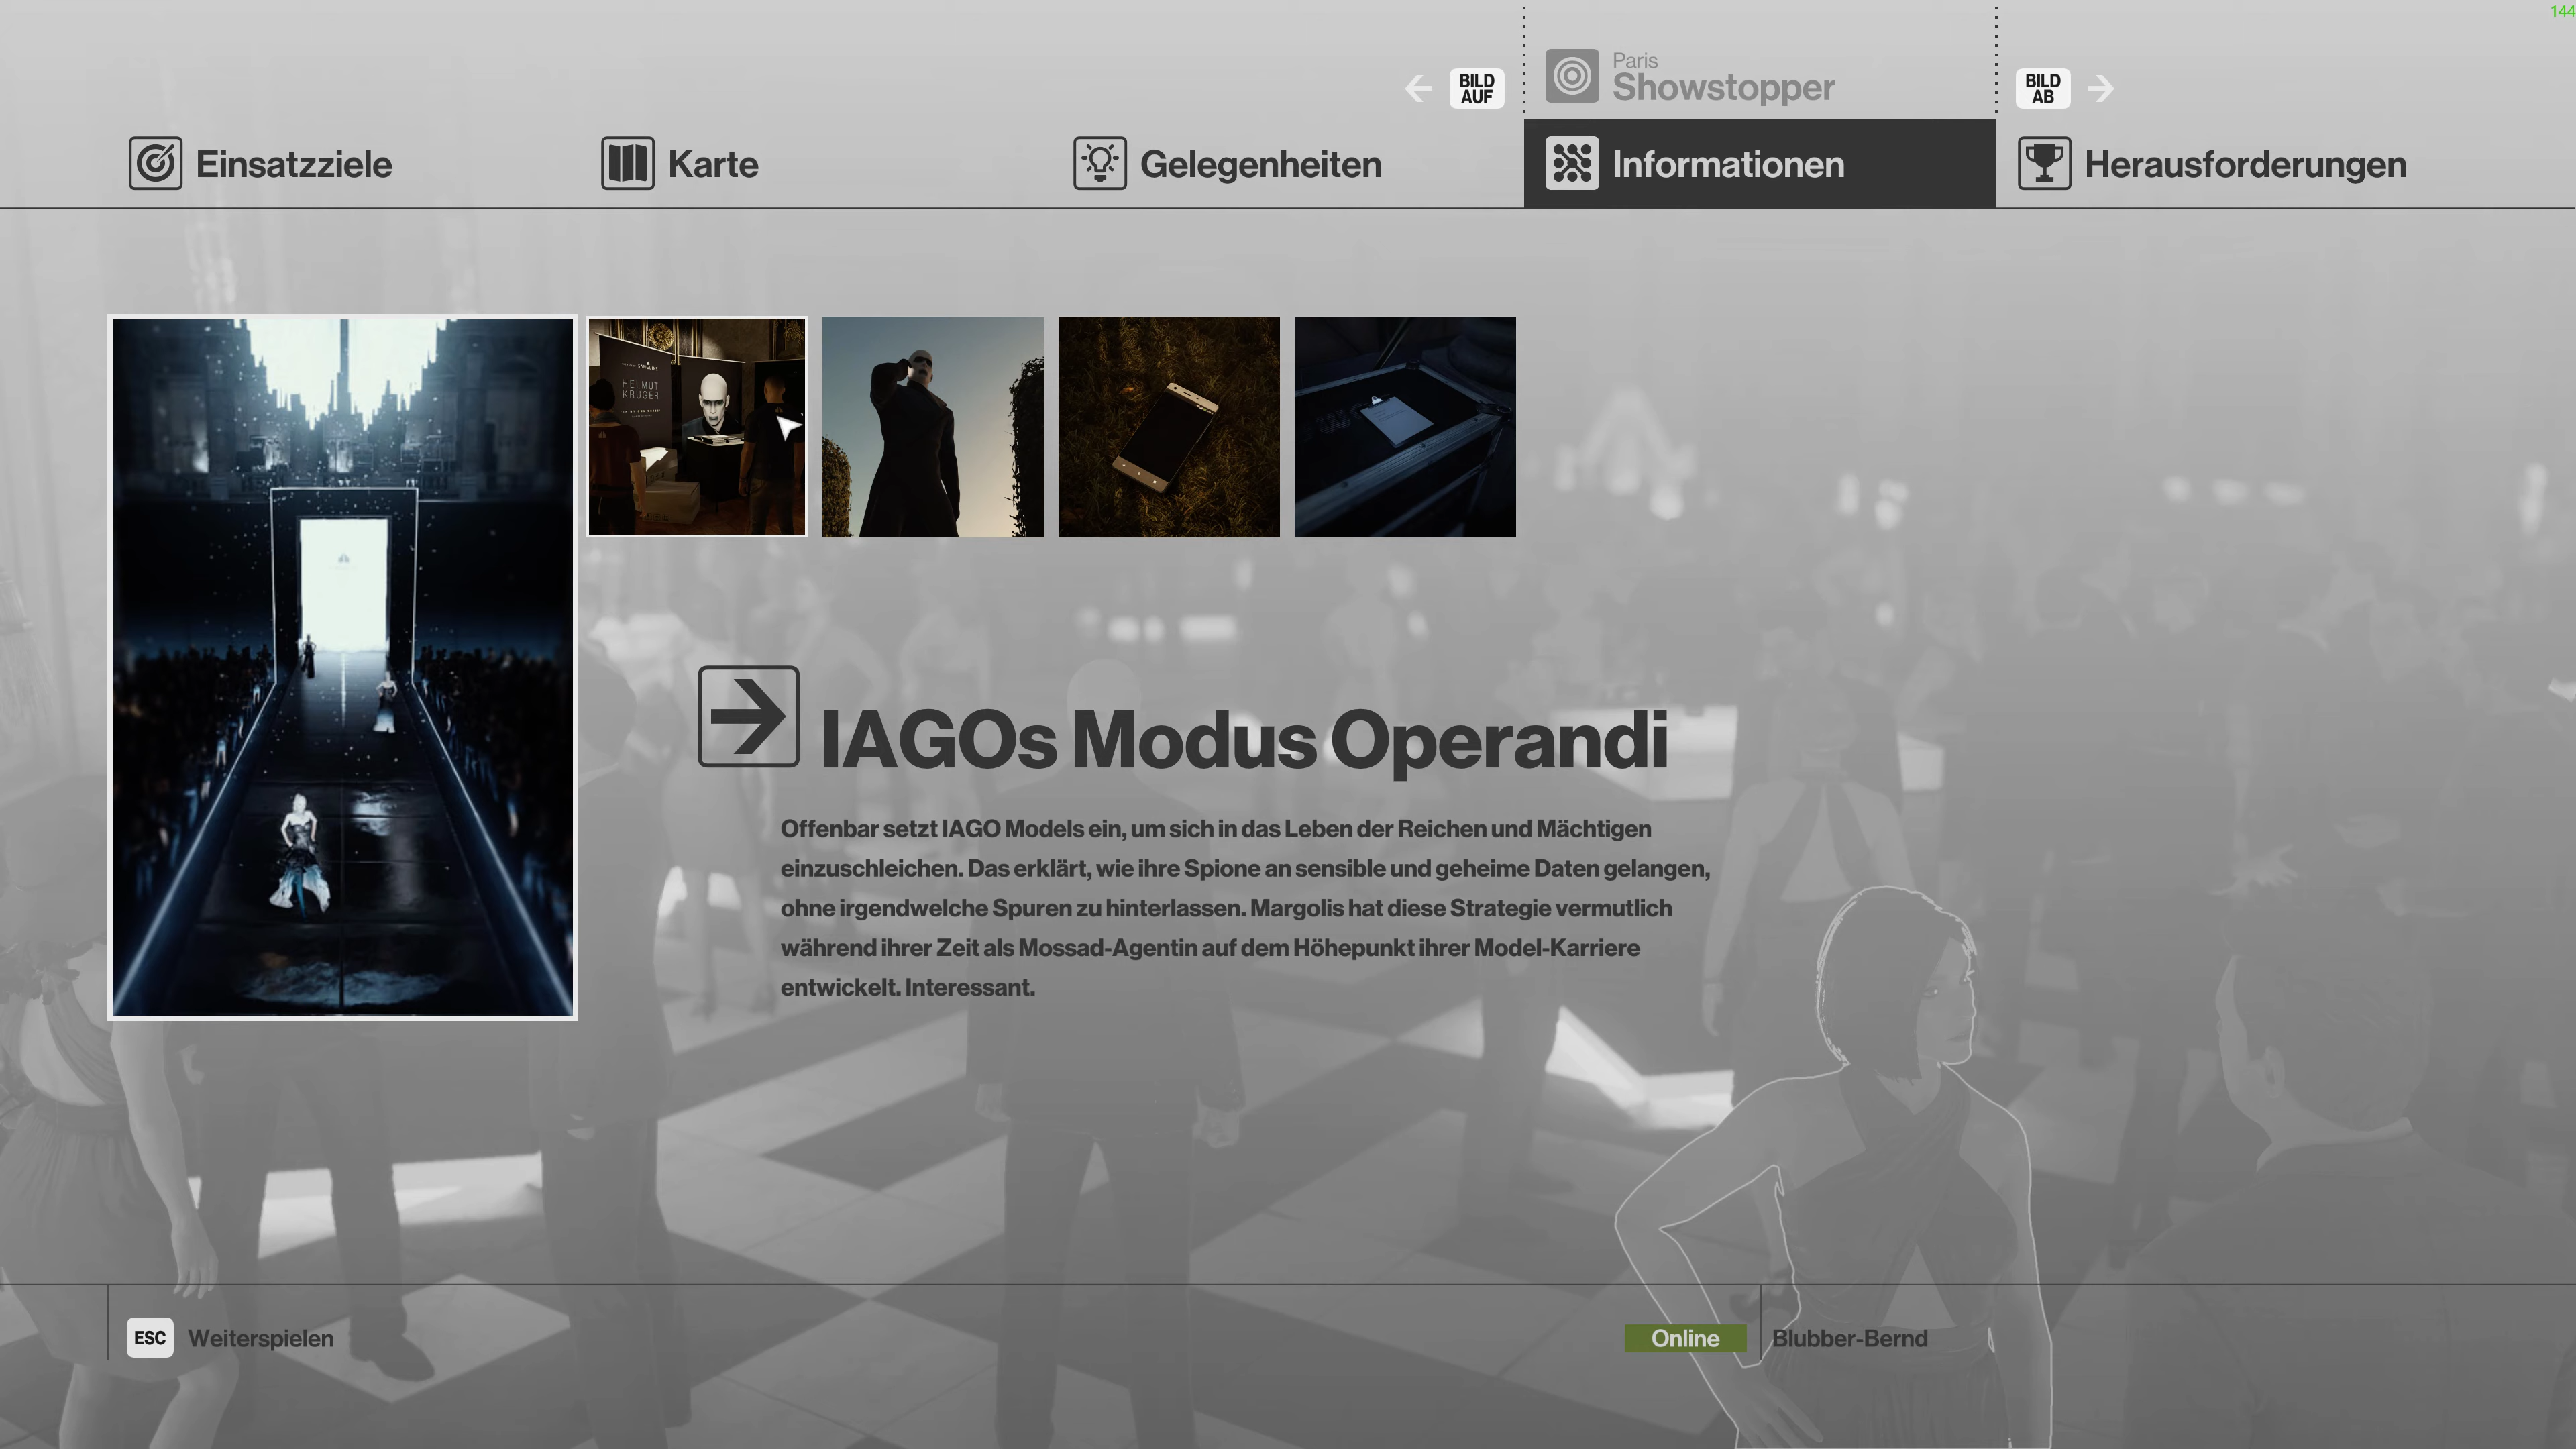 144
BILD
AUF
Paris
Showstopper
BILD
AB
Einsatzziele
Karte
Gelegenheiten
Informationen
Herausforderungen
HELMUT
KRUGER
IAGOs Modus Operandi
Offenbar setzt IAGO Models ein, um sich in das Leben der Reichen und Mächtigen
einzuschleichen. Das erklärt, wie ihre Spione an sensible und geheime Daten gelangen,
ohne irgendwelche Spuren zu hinterlassen. Margolis hat diese Strategie vermutlich
während ihrer Zeit als Mossad-Agentin auf dem Höhepunkt ihrer Model-Karriere
entwickelt. Interessant.
ESC
Weiterspielen
Online
Blubber-Bernd